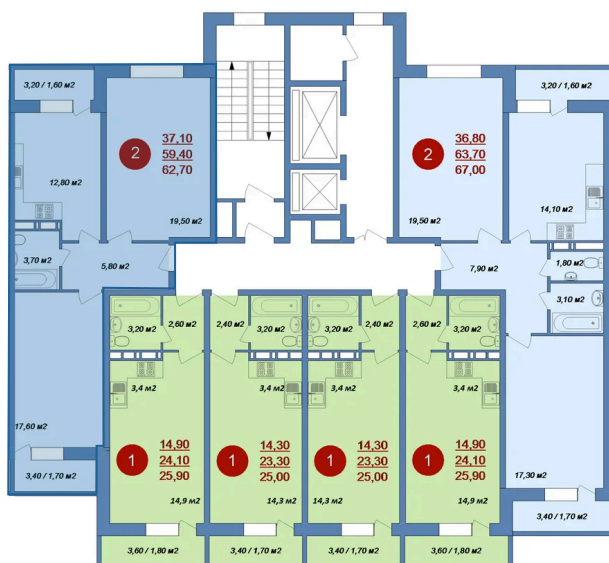 3,20 / 1,60 м2
12,80 м2
2
37,10
59,40
62,70
19,50 м2
3,70 м2
5,80 м2
17,60 м2
3,40 / 1,70 м2
2
36,80
63,70
67,00
19,50 м2
3,20 / 1,60 м2
14,10 м2
7,90 м2
1,80 м2
3,10 м2
17,30 м2
3,40 / 1,70 м2
3,20 м2
2,60 м2
3,4 м2
1
14,90
24,10
25,90
14,9 м2
3,60 / 1,80 м2
2,40 м2
3,20 м2
3,4 м2
1
14,30
23,30
25,00
14,3 м2
3,40 / 1,70 м2
3,20 м2
2,40 м2
3,4 м2
1
14,30
23,30
25,00
14,3 м2
3,40 / 1,70 м2
2,60 м2
3,20 м2
3,4 м2
1
14,90
24,10
25,90
14,9 м2
3,60 / 1,80 м2